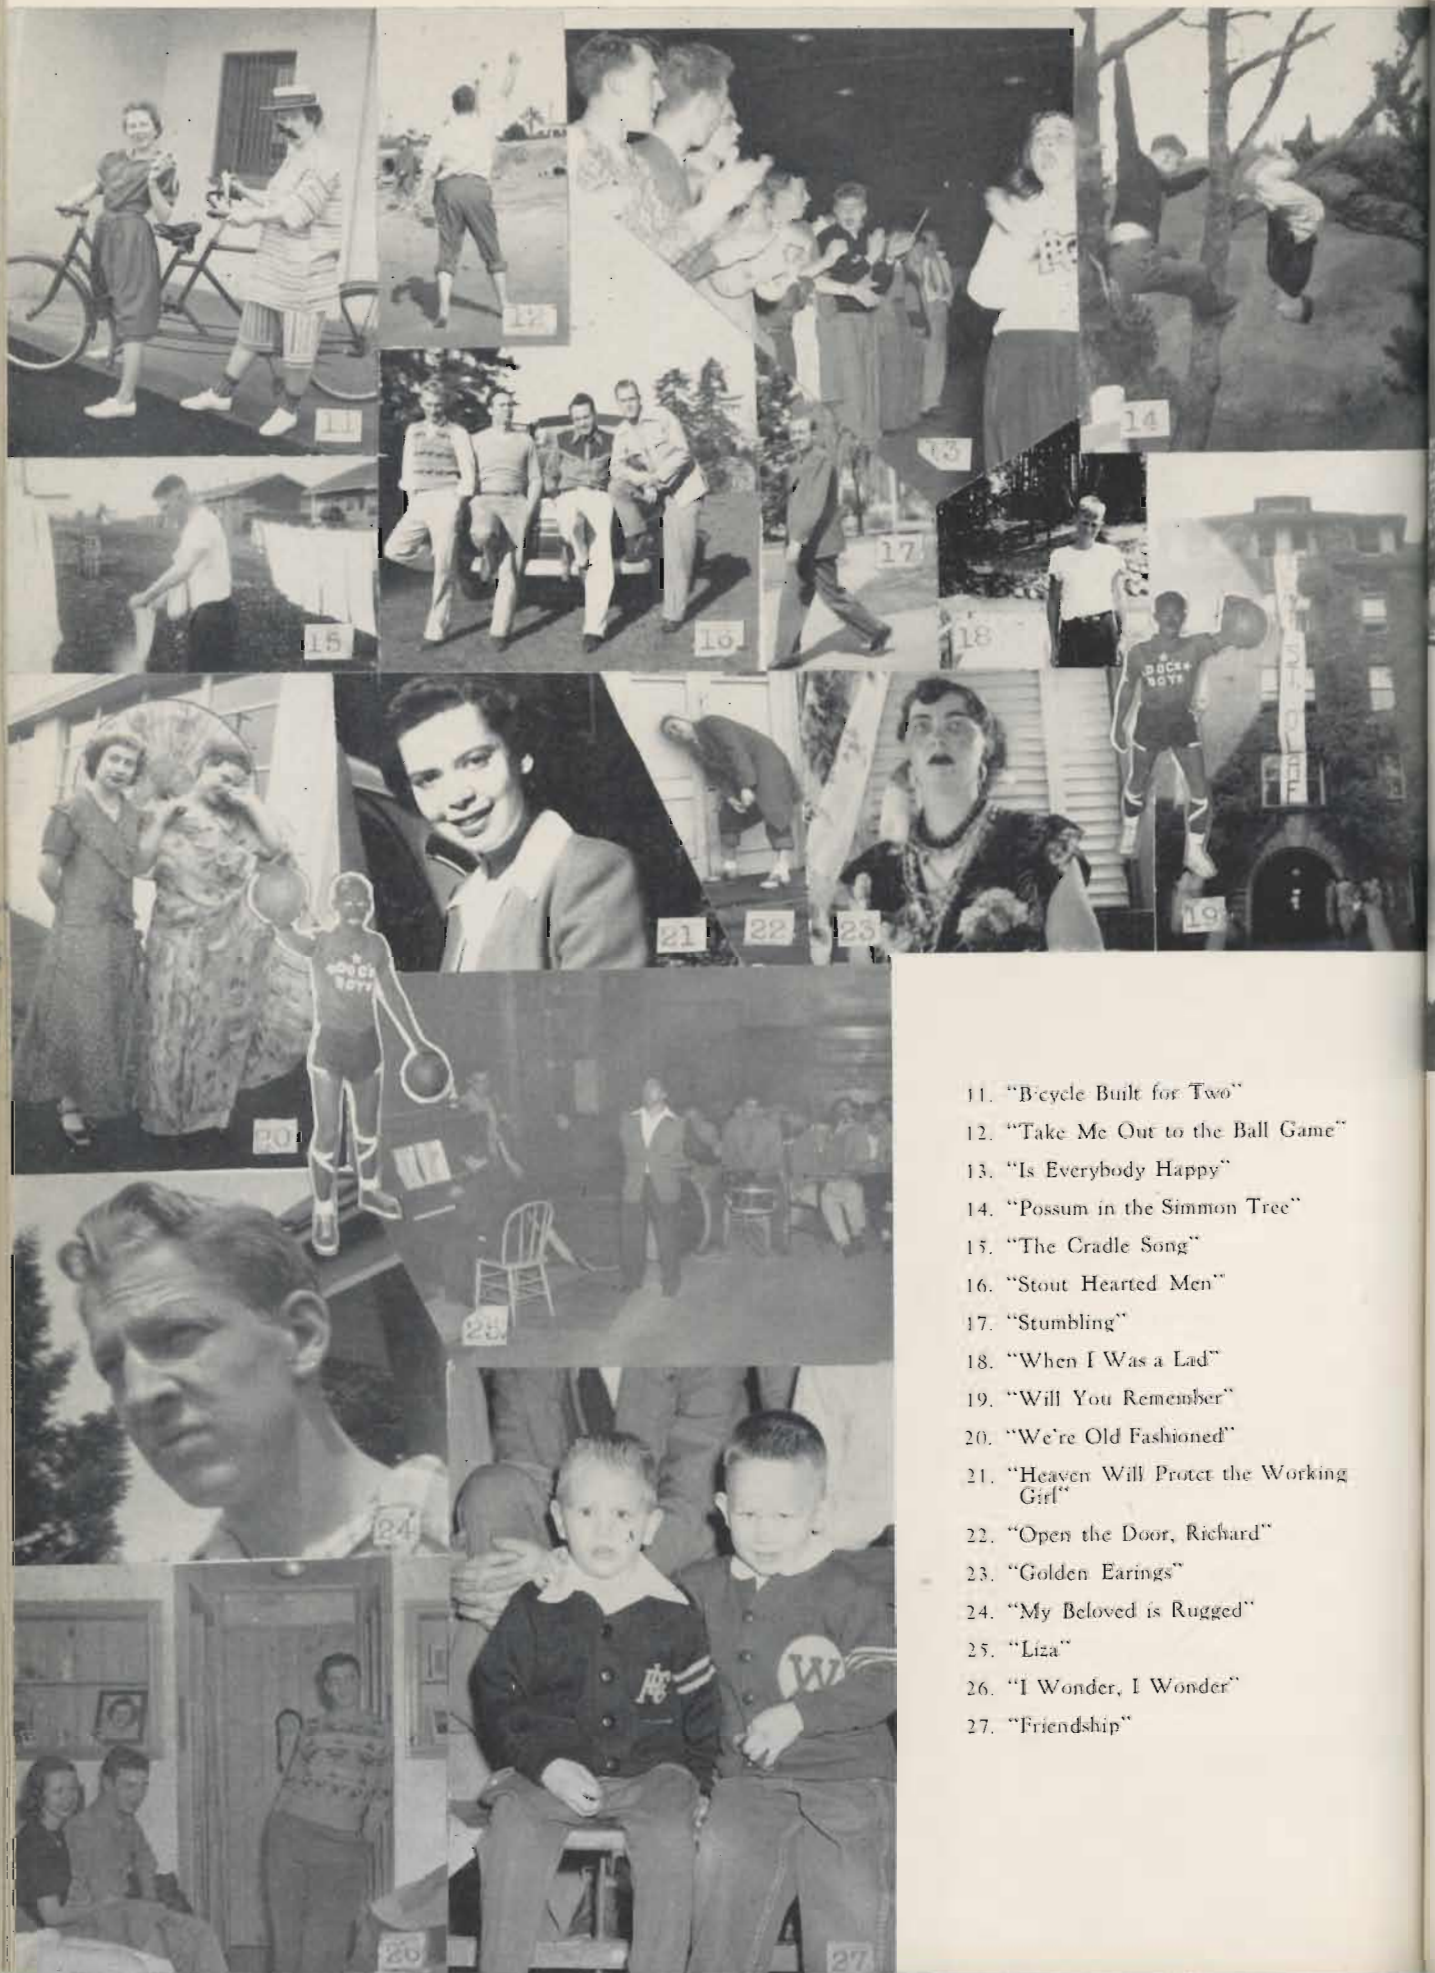 11
12
13
14
15
16
17
18
19
DUCK
BOYS
20
21
22
23
24
25
26
27
W
11. "Bicycle Built for Two"
12. "Take Me Out to the Ball Game"
13. "Is Everybody Happy"
14. "Possum in the Simmon Tree"
15. "The Cradle Song"
16. "Stout Hearted Men"
17. "Stumbling"
18. "When I Was a Lad"
19. "Will You Remember"
20. "We're Old Fashioned"
21. "Heaven Will Protct the Working
Girl"
22. "Open the Door, Richard"
23. "Golden Earings"
24. "My Beloved is Rugged"
25. "Liza"
26. "I Wonder, I Wonder"
27. "Friendship"